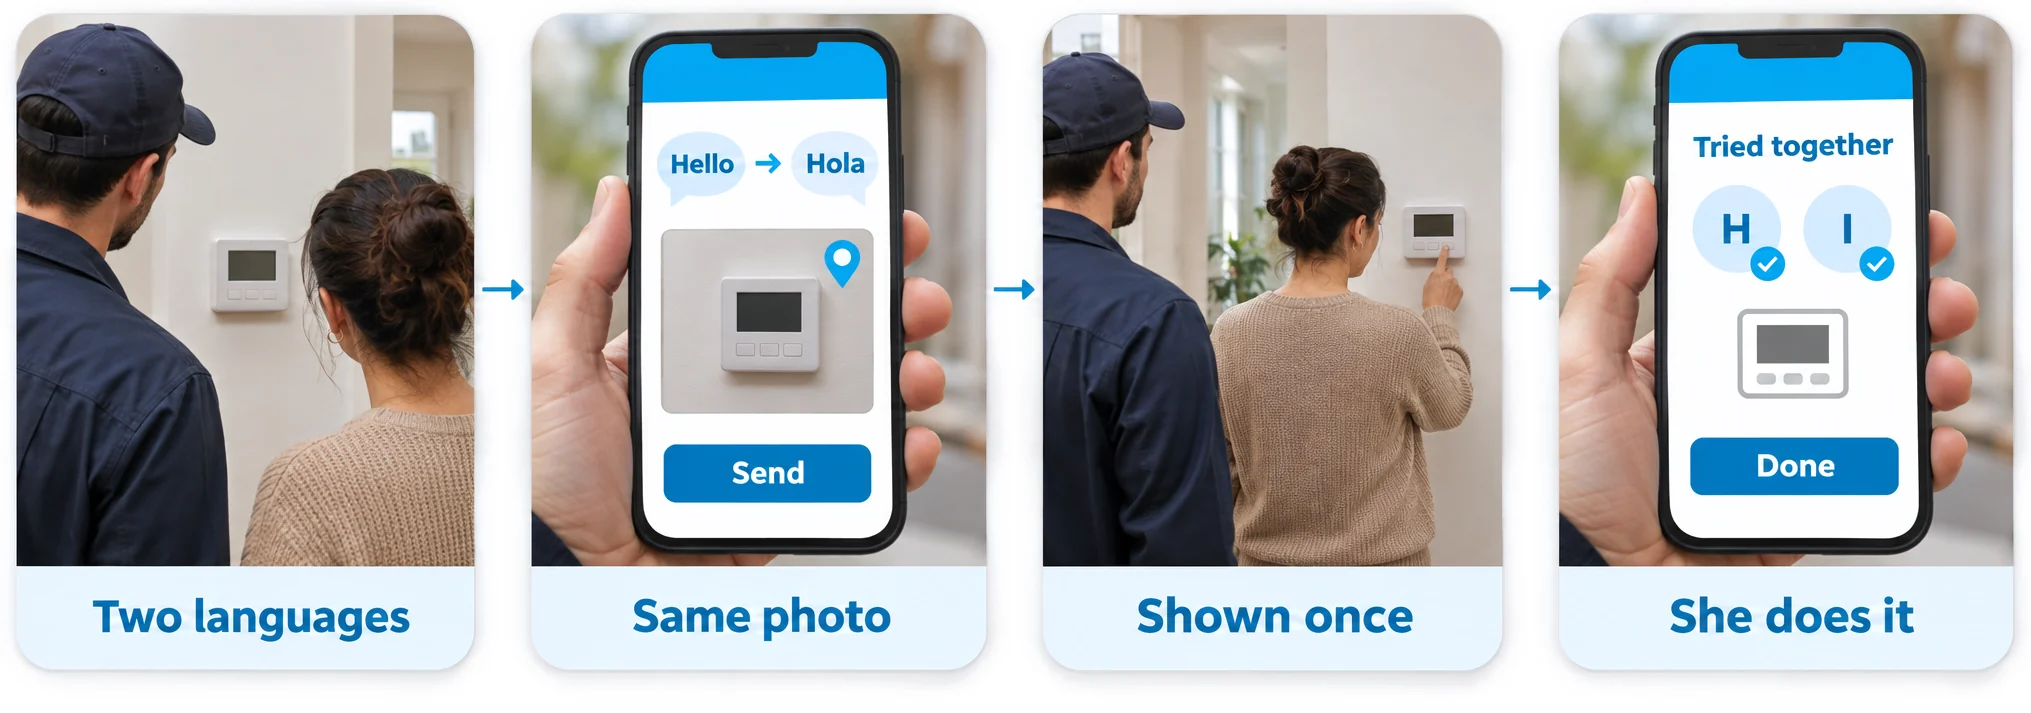 Two languages
Hello → Hola
Send
Same photo
Shown once
Tried together
H I
Done
She does it